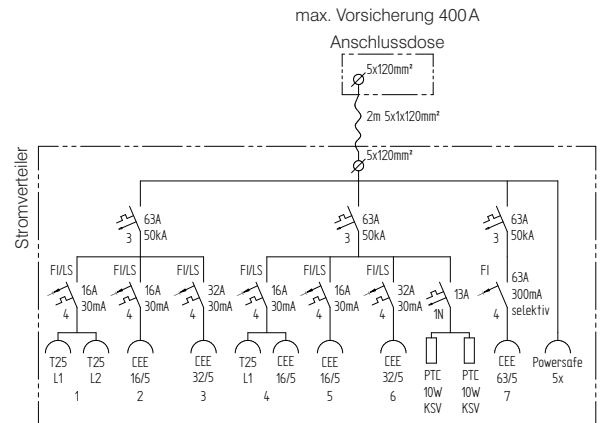 max. Vorsicherung 400 A
Anschlussdose
5x120mm²
2m 5x1x120mm²
5x120mm²
Stromverteiler
63A 63A 63A
3 50kA 3 50kA 3 50kA
FI/LS FI/LS FI/LS FI/LS FI/LS FI/LS FI
16A 16A 32A 16A 16A 32A 13A 63A
30mA 30mA 30mA 30mA 30mA 30mA 300mA
4 4 4 4 4 4 1N 4 selektiv
T25 T25 CEE CEE T25 CEE CEE CEE PTC PTC CEE Powersafe
L1 L2 16/5 32/5 L1 16/5 16/5 32/5 10W 10W 63/5 5x
1 2 3 4 5 6 KSV KSV 7